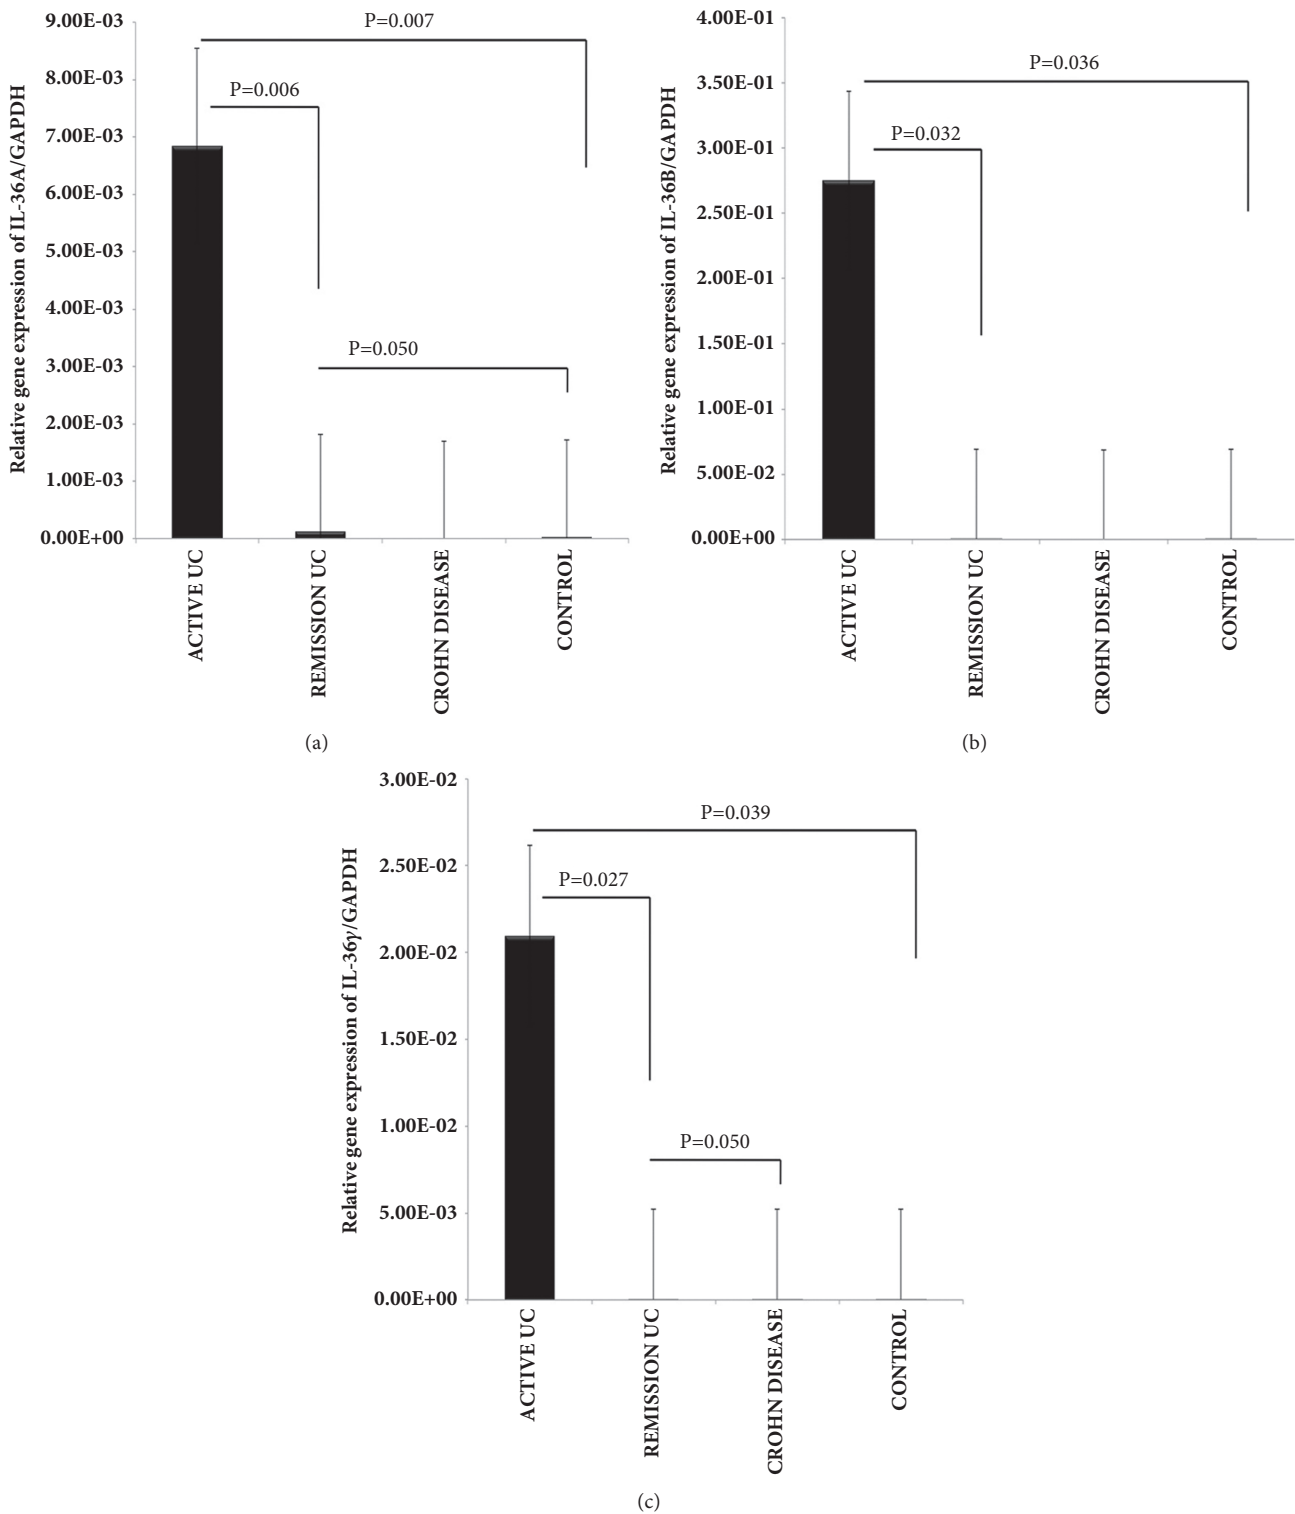 Relative gene expression of IL-36A/GAPDH
9.00E-03
8.00E-03
7.00E-03
6.00E-03
5.00E-03
4.00E-03
3.00E-03
2.00E-03
1.00E-03
0.00E+00
P=0.007
P=0.006
P=0.050
ACTIVE UC
REMISSION UC
CROHN DISEASE
CONTROL
(a)
Relative gene expression of IL-36B/GAPDH
4.00E-01
3.50E-01
3.00E-01
2.50E-01
2.00E-01
1.50E-01
1.00E-01
5.00E-02
0.00E+00
P=0.036
P=0.032
ACTIVE UC
REMISSION UC
CROHN DISEASE
CONTROL
(b)
Relative gene expression of IL-36γ/GAPDH
3.00E-02
2.50E-02
2.00E-02
1.50E-02
1.00E-02
5.00E-03
0.00E+00
P=0.039
P=0.027
P=0.050
ACTIVE UC
REMISSION UC
CROHN DISEASE
CONTROL
(c)